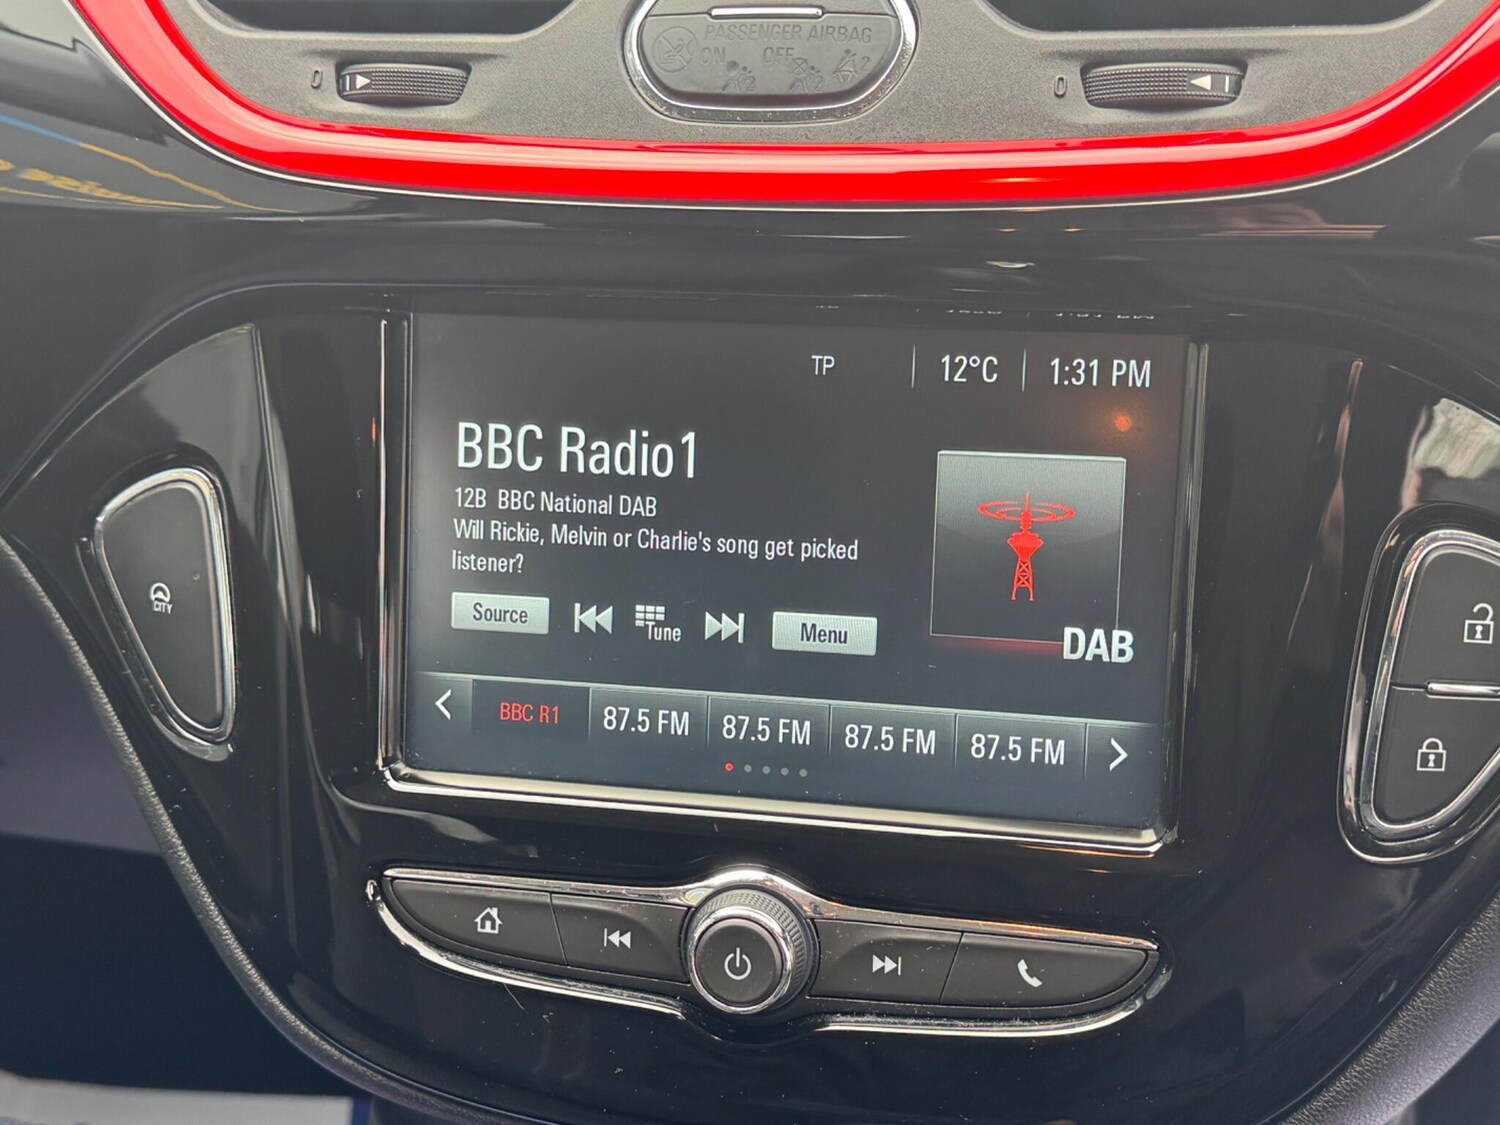 PASSENGER AIRBAG
ON OFF
0
0
TP 12°C 1:31 PM
BBC Radio1
12B BBC National DAB
Will Rickie, Melvin or Charlie's song get picked
listener?
Source
Tune
Menu
DAB
BBC R1 87.5 FM 87.5 FM 87.5 FM 87.5 FM
CITY